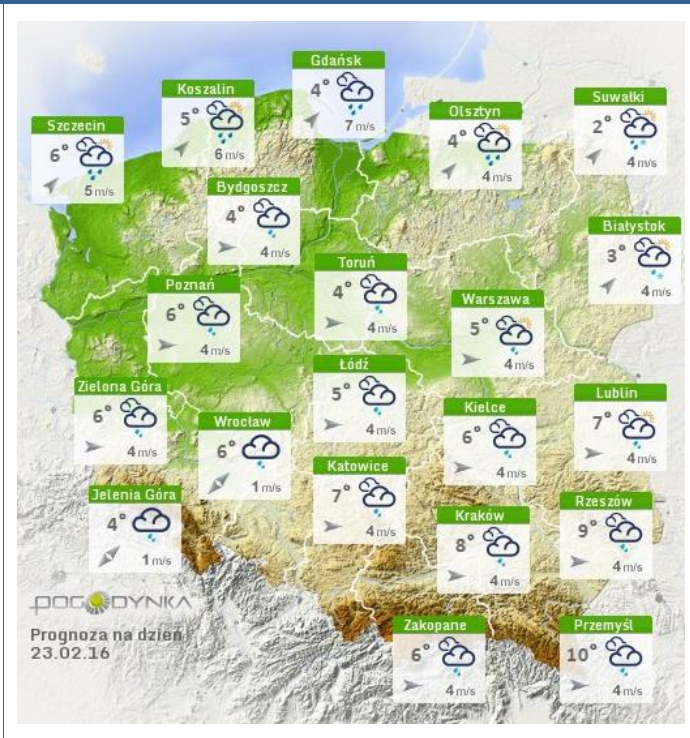 Gdańsk
4°
7 m/s
Koszalin
5°
6 m/s
Szczecin
6°
5 m/s
Olsztyn
4°
4 m/s
Suwałki
2°
4 m/s
Bydgoszcz
4°
4 m/s
Białystok
3°
4 m/s
Toruń
4°
4 m/s
Poznań
6°
4 m/s
Warszawa
5°
4 m/s
Łódź
5°
4 m/s
Zielona Góra
6°
4 m/s
Wrocław
6°
1 m/s
Kielce
6°
4 m/s
Lublin
7°
4 m/s
Katowice
7°
4 m/s
Jelenia Góra
4°
1 m/s
Kraków
8°
4 m/s
Rzeszów
9°
4 m/s
POGODYNKA
Prognoza na dzień
23.02.16
Zakopane
6°
4 m/s
Przemyśl
10°
4 m/s